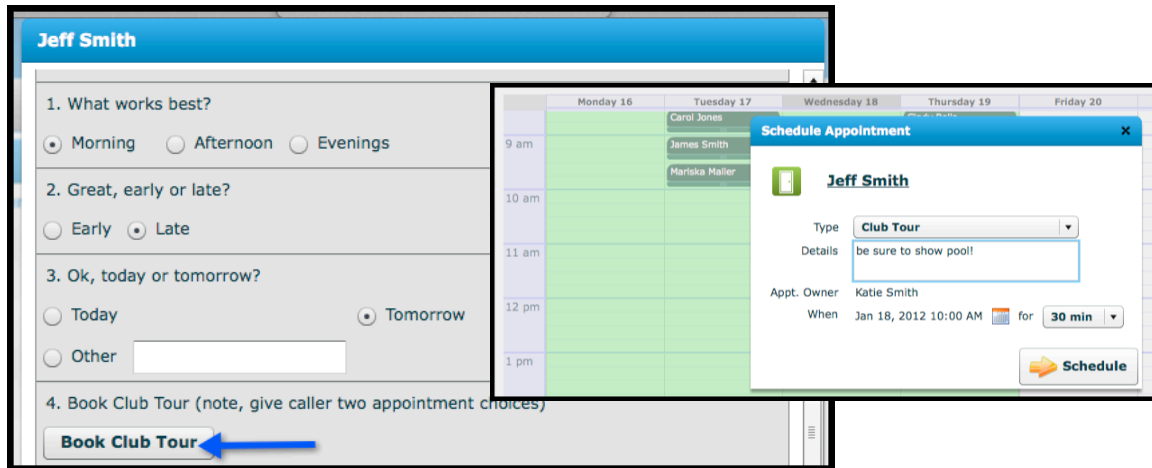 Jeff Smith
1. What works best?
Morning Afternoon Evenings
2. Great, early or late?
Early Late
3. Ok, today or tomorrow?
Today Tomorrow
Other
4. Book Club Tour (note, give caller two appointment choices)
Book Club Tour
Monday 16 Tuesday 17 Wednesday 18 Thursday 19 Friday 20
Carol Jones
9 am James Smith
Mariska Maller
10 am
11 am
12 pm
1 pm
Schedule Appointment x
Jeff Smith
Type Club Tour
Details be sure to show pool!
Appt. Owner Katie Smith
When Jan 18, 2012 10:00 AM for 30 min
Schedule